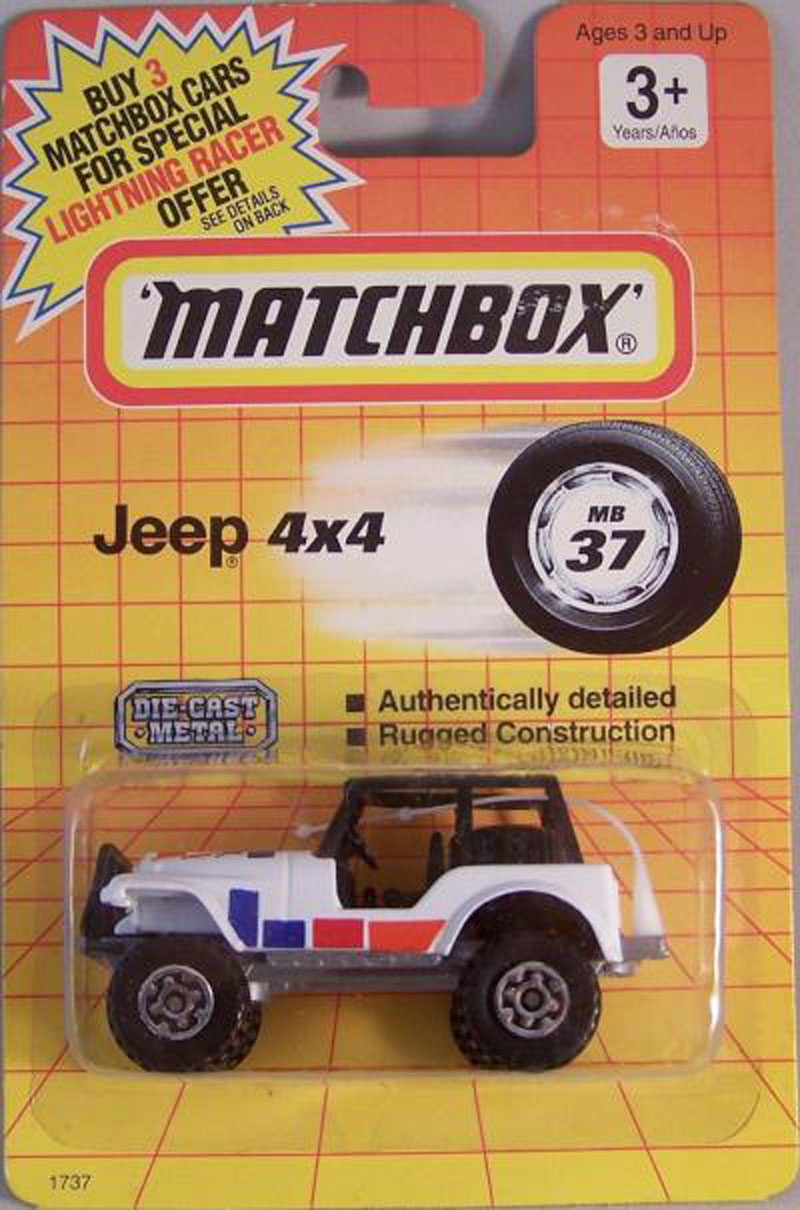 BUY 3
MATCHBOX CARS
FOR SPECIAL
LIGHTNING RACER
OFFER
SEE DETAILS
ON BACK
Ages 3 and Up
3+
Years/Años
'MATCHBOX'®
Jeep® 4x4
MB
37
DIE-CAST
·METAL·
■ Authentically detailed
■ Rugged Construction
1737